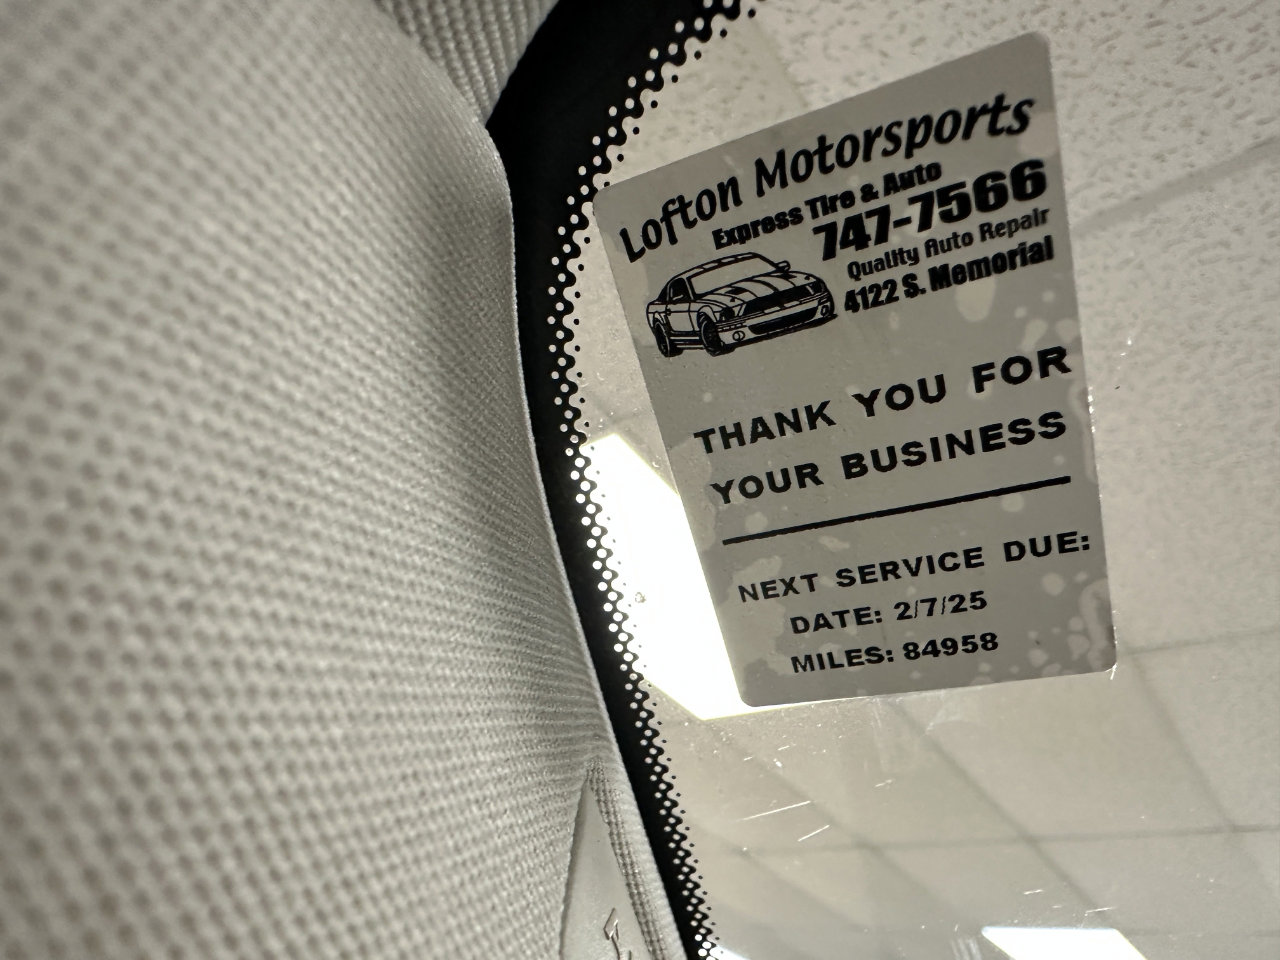 Lofton Motorsports
Express Tire & Auto
747-7566
Quality Auto Repair
4122 S. Memorial
THANK YOU FOR
YOUR BUSINESS
NEXT SERVICE DUE:
DATE: 2/7/25
MILES: 84958